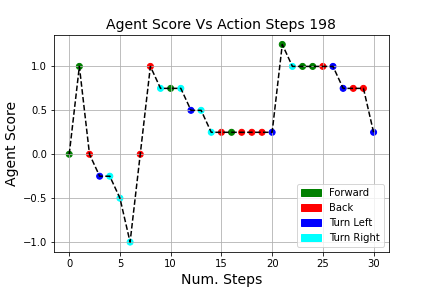 Agent Score Vs Action Steps 198
Agent Score
1.0
0.5
0.0
−0.5
−1.0
Forward
Back
Turn Left
Turn Right
0 5 10 15 20 25 30
Num. Steps